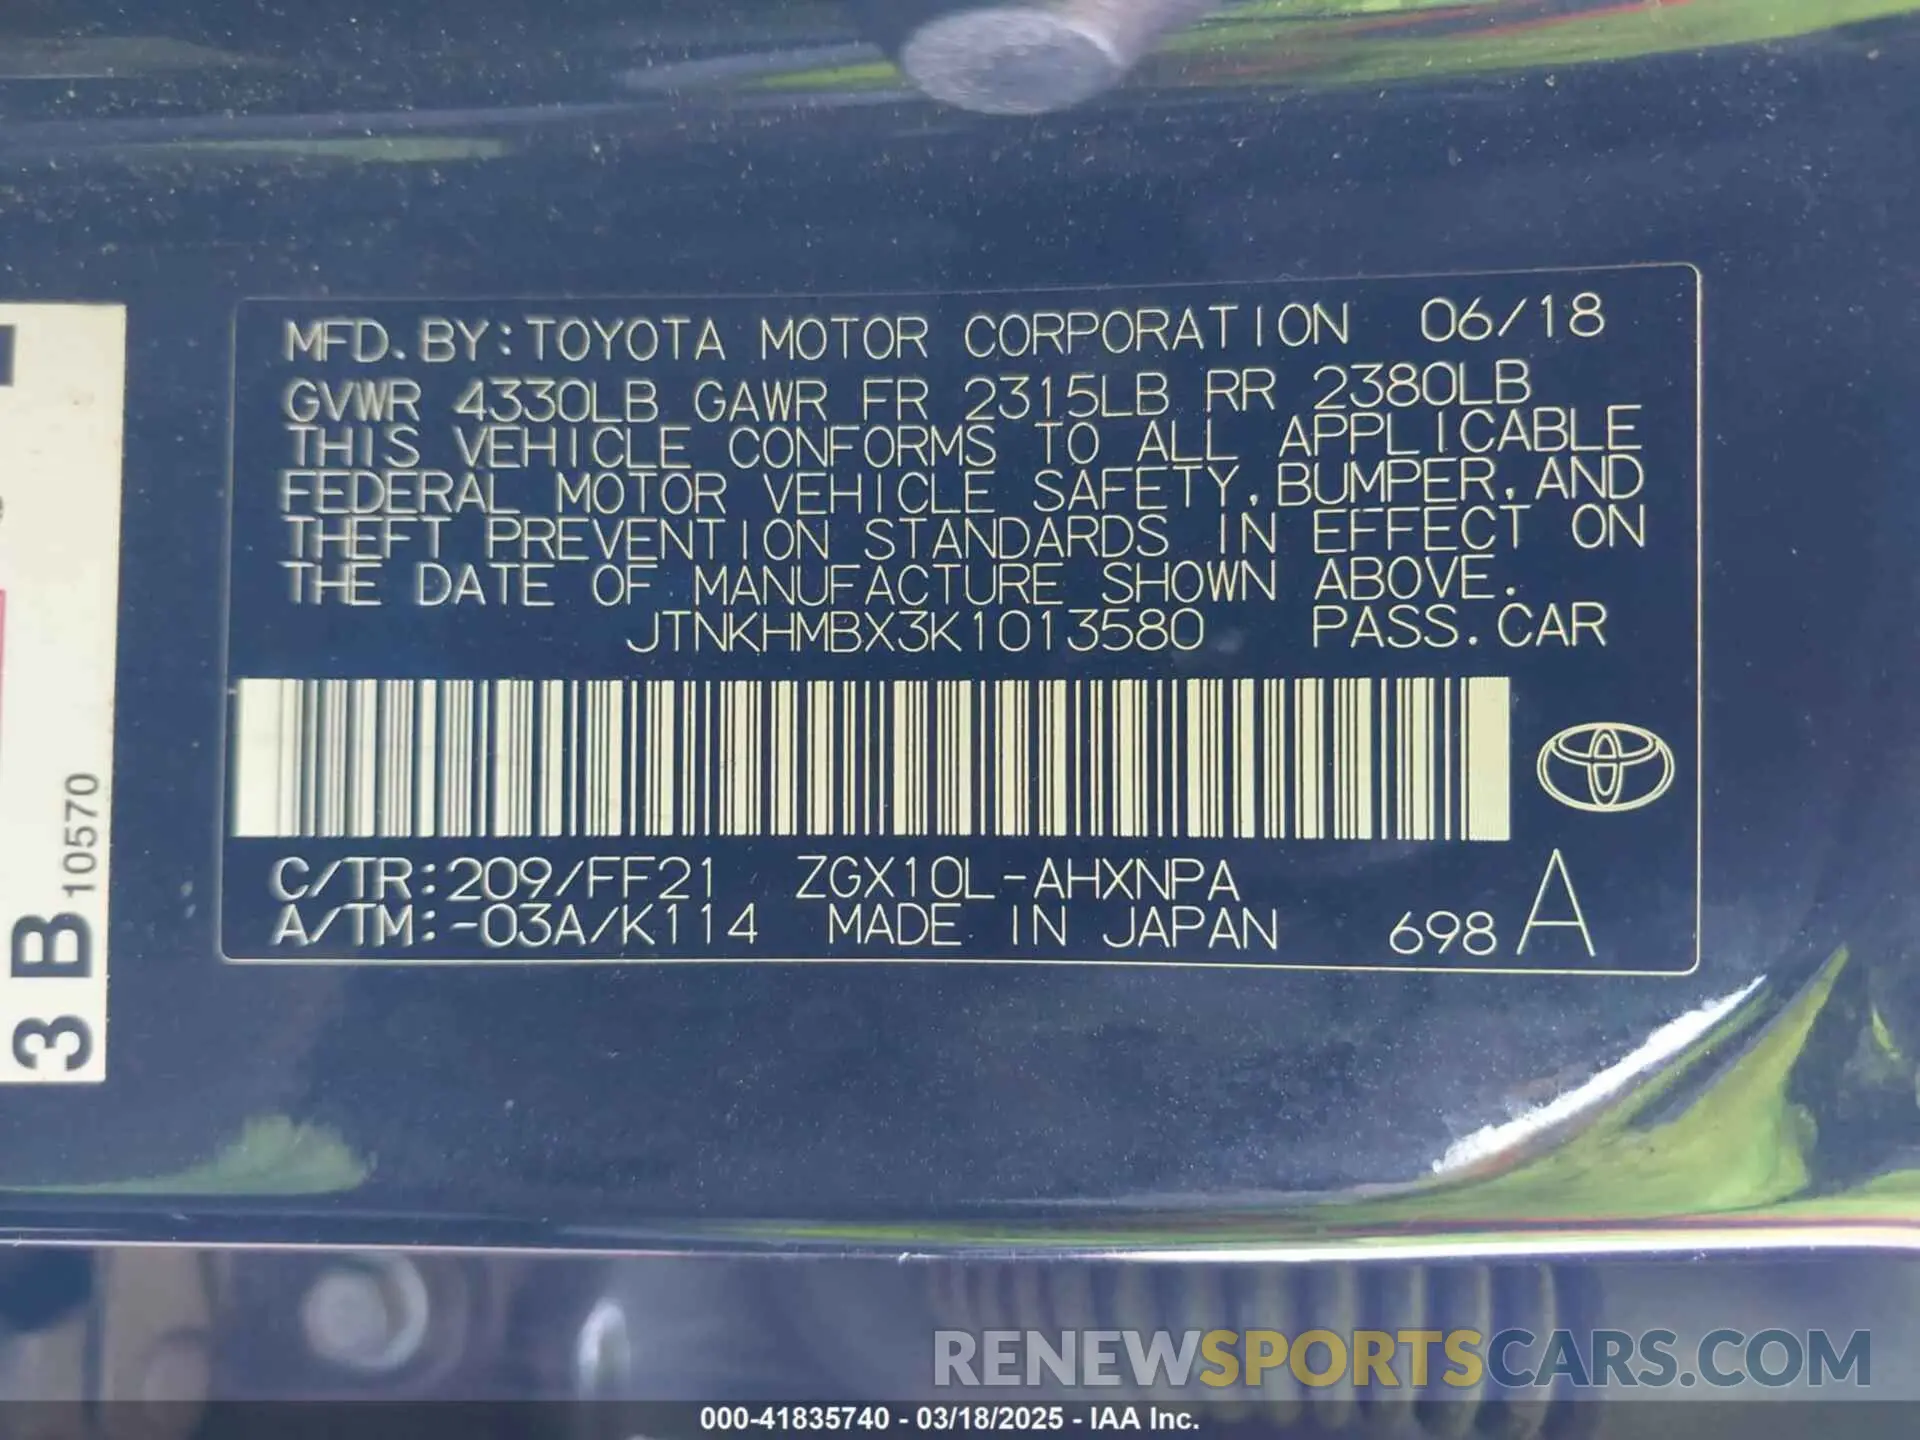 MFD. BY: TOYOTA MOTOR CORPORATION 06/18
GVWR 4330LB GAWR FR 2315LB RR 2380LB
THIS VEHICLE CONFORMS TO ALL APPLICABLE
FEDERAL MOTOR VEHICLE SAFETY, BUMPER, AND
THEFT PREVENTION STANDARDS IN EFFECT ON
THE DATE OF MANUFACTURE SHOWN ABOVE.
JTNKHMBX3K1013580 PASS. CAR
C/TR: 209/FF21 ZGX10L-AHXNPA
A/TM: -03A/K114 MADE IN JAPAN 698 A
3 B 10570
RENEWSPORTSCARS.COM
000-41835740 - 03/18/2025 - IAA Inc.